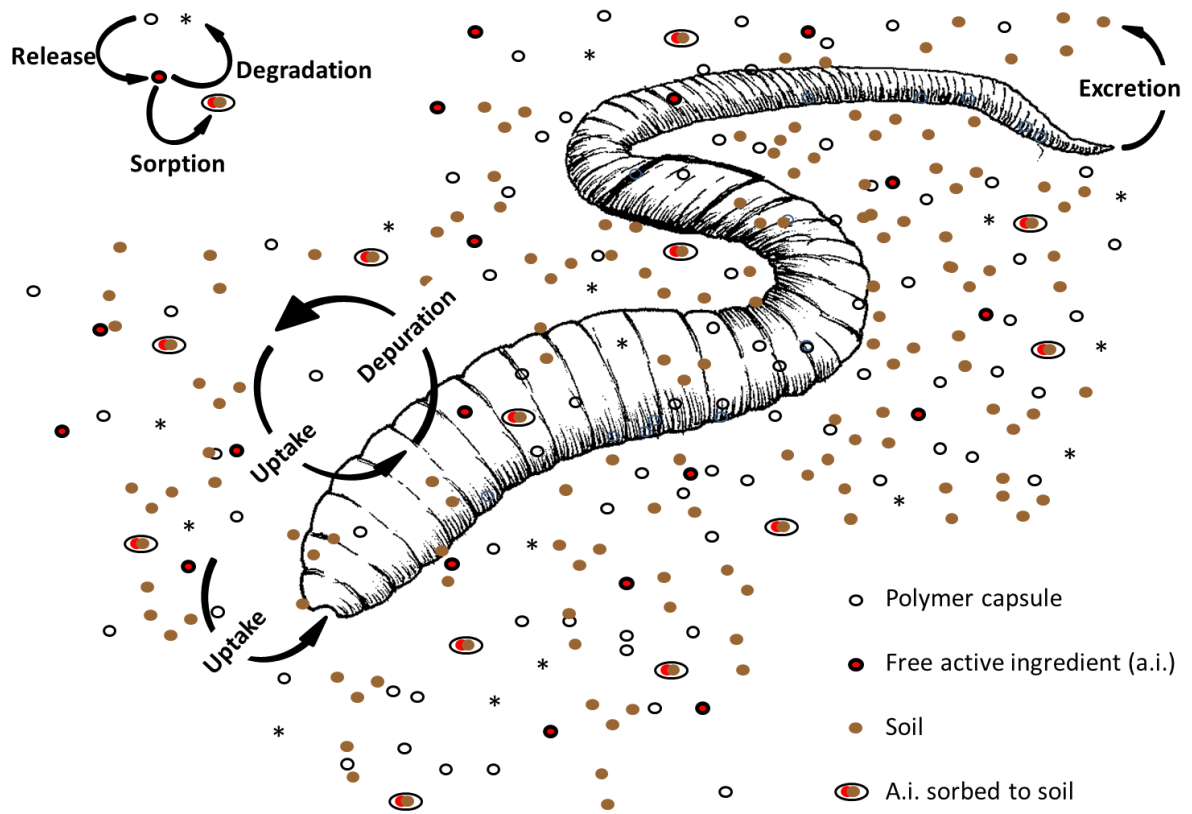 Release
Degradation
Sorption
Excretion
Depuration
Uptake
Uptake
Polymer capsule
Free active ingredient (a.i.)
Soil
A.i. sorbed to soil